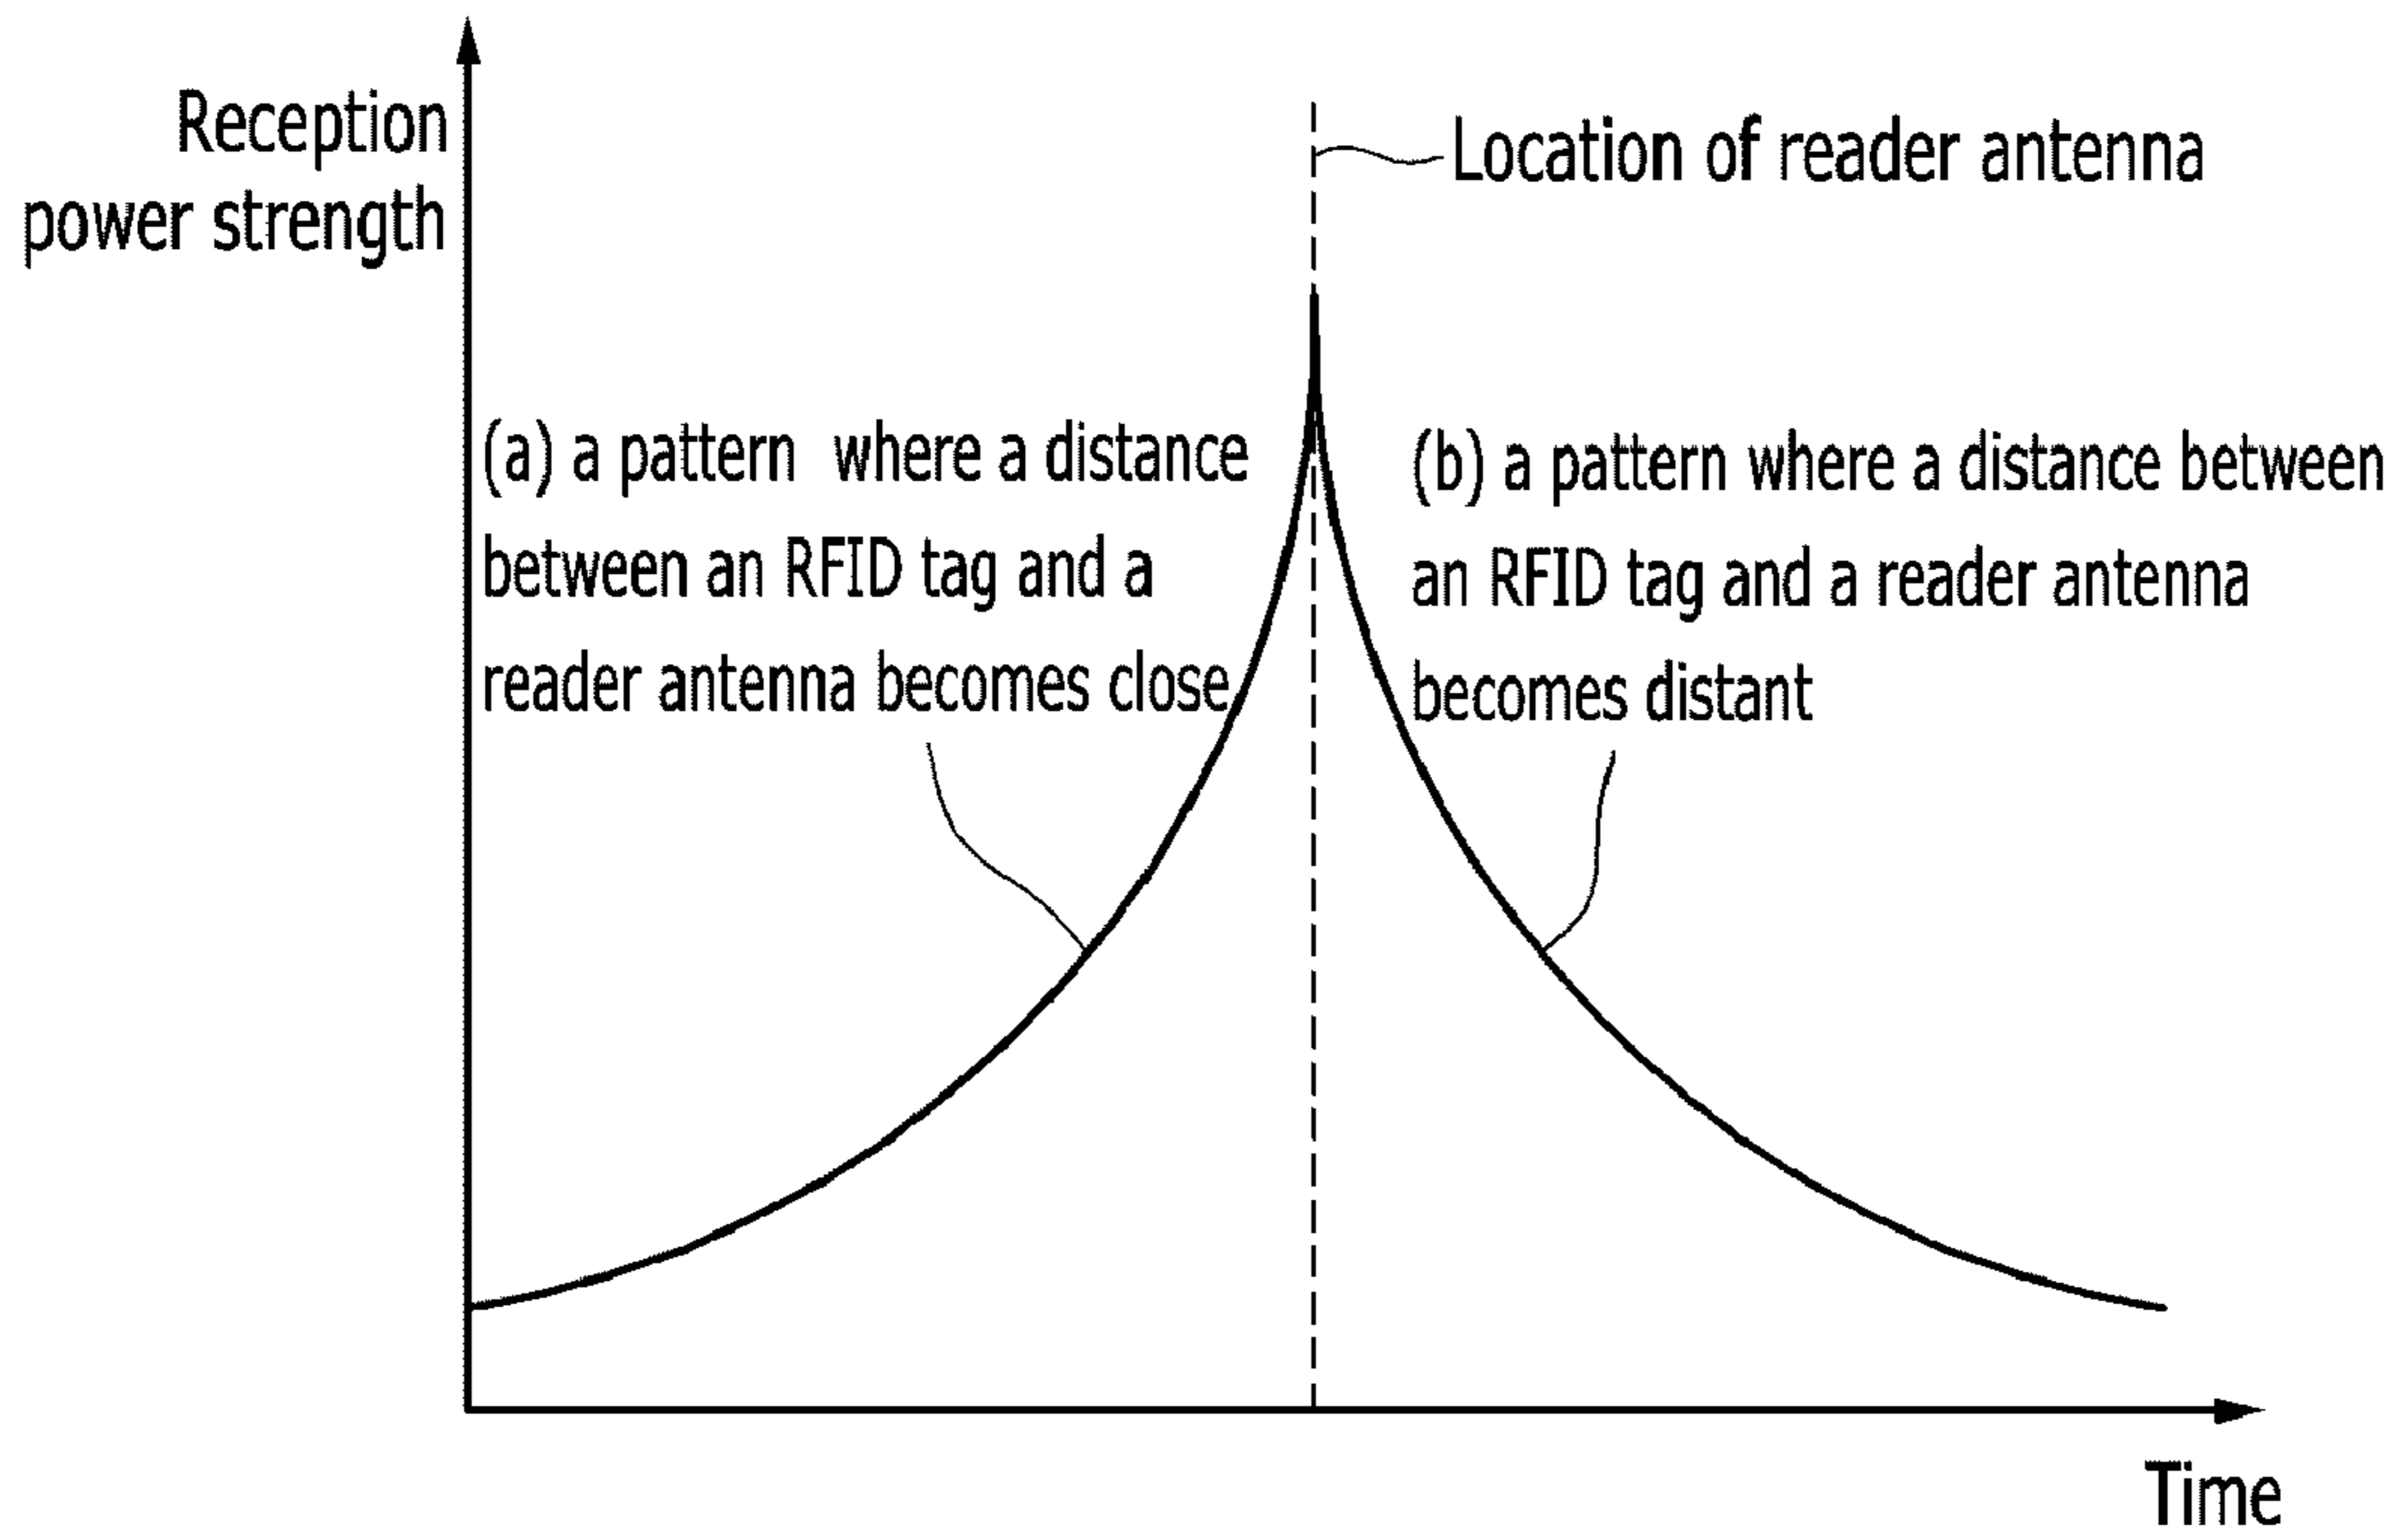 Reception
power strength
Location of reader antenna
(a) a pattern where a distance
between an RFID tag and a
reader antenna becomes close
(b) a pattern where a distance between
an RFID tag and a reader antenna
becomes distant
Time